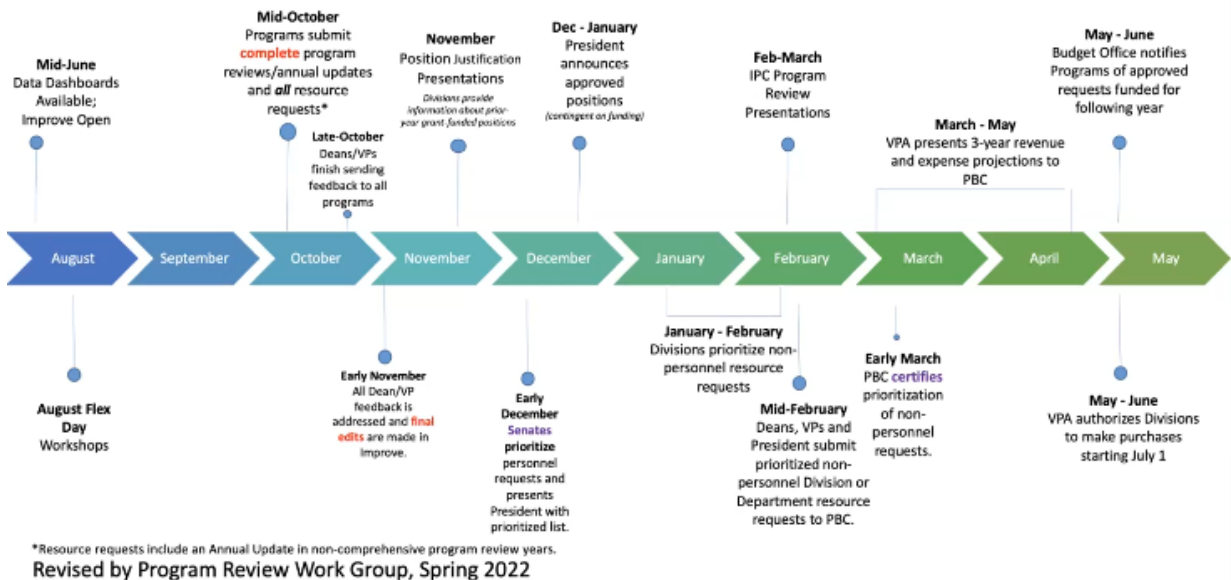 Mid-June
Data Dashboards
Available;
Improve Open
Mid-October
Programs submit
complete program
reviews/annual updates
and all resource
requests*
Late-October
Deans/VPs
finish sending
feedback to all
programs
November
Position Justification
Presentations
Divisions provide
information about prior-
year grant-funded positions
Dec - January
President
announces
approved
positions
(contingent on funding)
Feb-March
IPC Program
Review
Presentations
March - May
VPA presents 3-year revenue
and expense projections to
PBC
May - June
Budget Office notifies
Programs of approved
requests funded for
following year
August
September
October
November
December
January
February
March
April
May
August Flex
Day
Workshops
Early November
All Dean/VP
feedback is
addressed and final
edits are made in
Improve.
Early
December
Senates
prioritize
personnel
requests and
presents
President with
prioritized list.
January - February
Divisions prioritize non-
personnel resource
requests
Mid-February
Deans, VPs and
President submit
prioritized non-
personnel Division or
Department resource
requests to PBC.
Early March
PBC certifies
prioritization
of non-
personnel
requests.
May - June
VPA authorizes Divisions
to make purchases
starting July 1
*Resource requests include an Annual Update in non-comprehensive program review years.
Revised by Program Review Work Group, Spring 2022